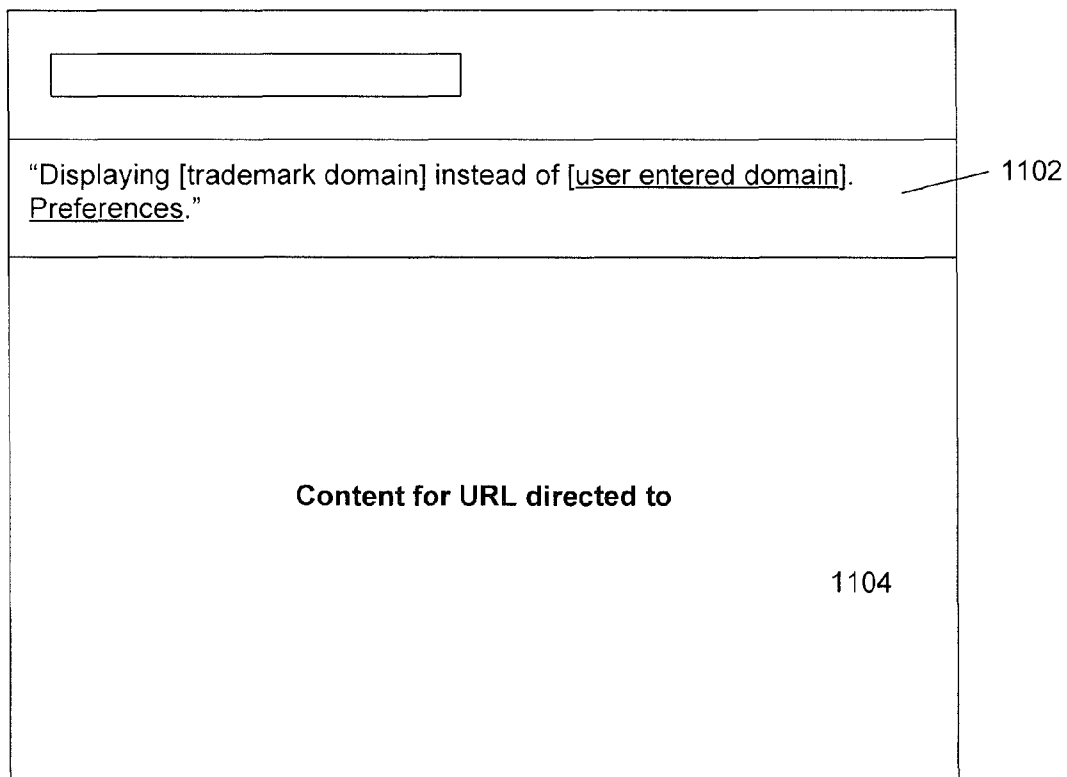 “Displaying [trademark domain] instead of [user entered domain].
Preferences.”
1102
Content for URL directed to
1104